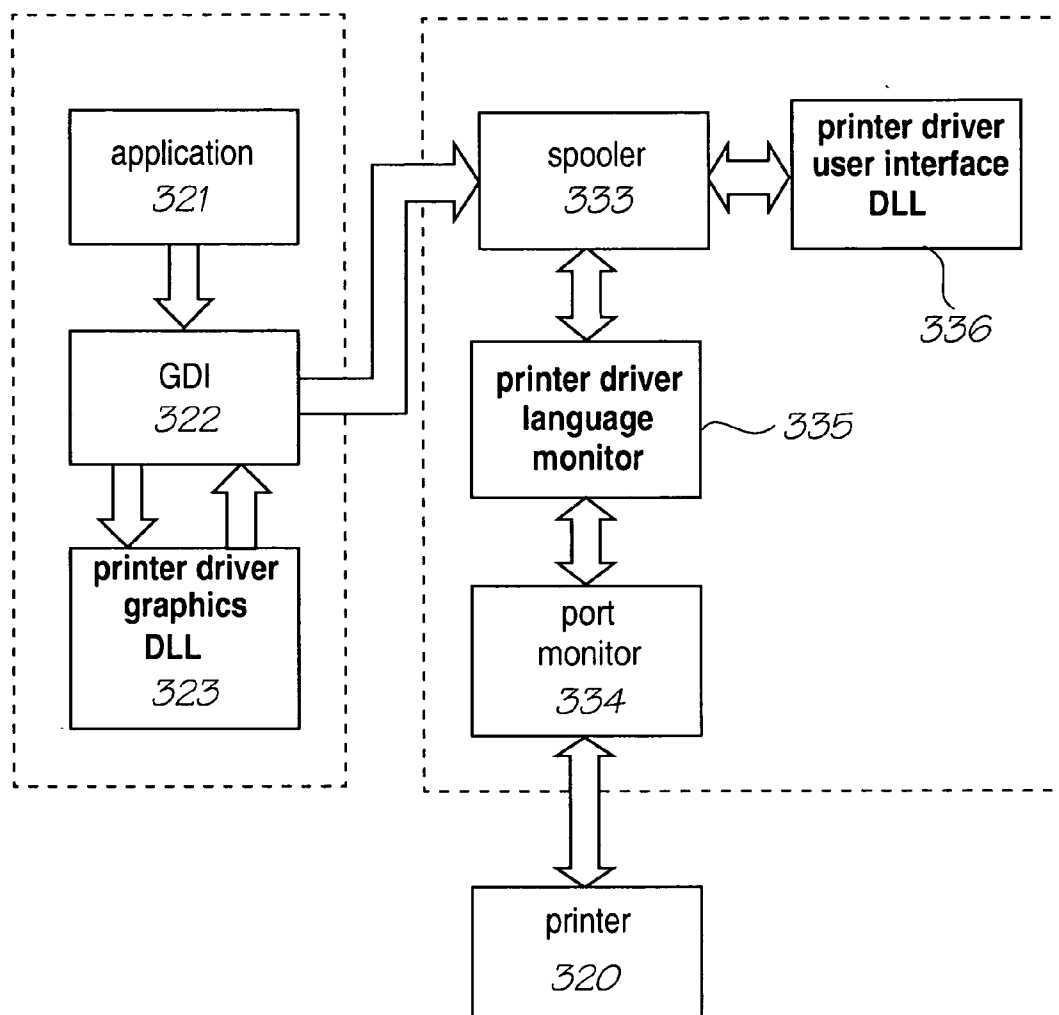 application
321
GDI
322
printer driver
graphics
DLL
323
spooler
333
printer driver
user interface
DLL
336
printer driver
language
monitor
335
port
monitor
334
printer
320